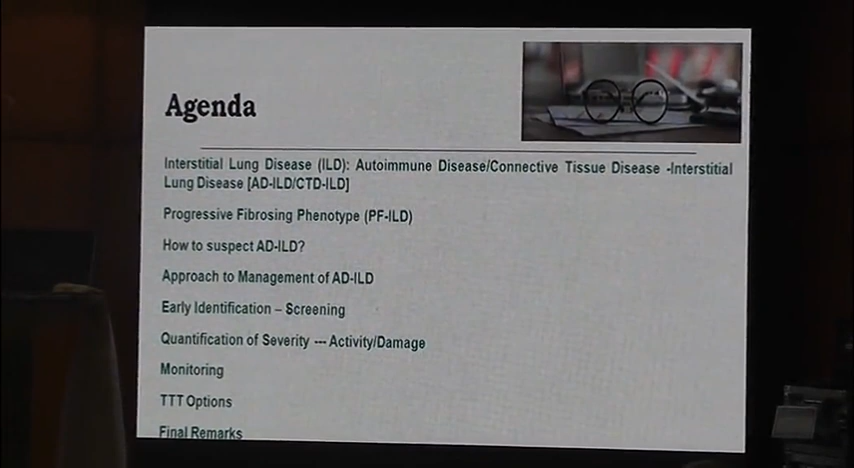 Agenda
Interstitial Lung Disease (ILD): Autoimmune Disease/Connective Tissue Disease -Interstitial
Lung Disease [AD-ILD/CTD-ILD]
Progressive Fibrosing Phenotype (PF-ILD)
How to suspect AD-ILD?
Approach to Management of AD-ILD
Early Identification – Screening
Quantification of Severity --- Activity/Damage
Monitoring
TTT Options
Final Remarks